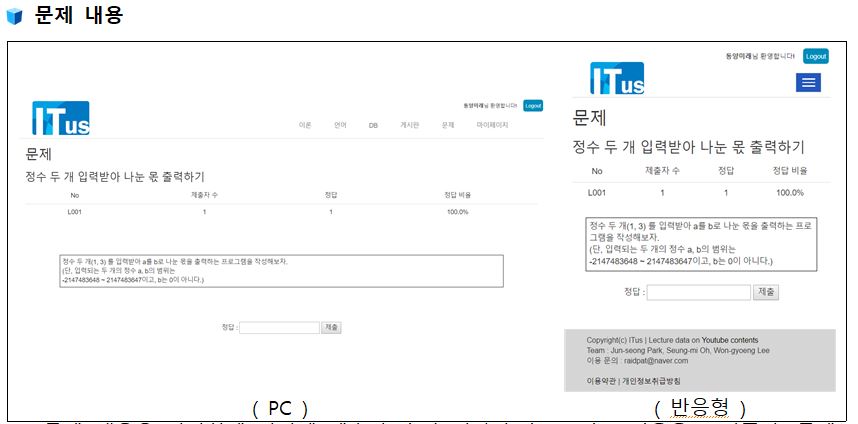 문제 내용
동양미래님 환영합니다! Logout
ITus
이론 언어 DB 게시판 문제 마이페이지
문제
정수 두 개 입력받아 나눈 몫 출력하기
No 제출자 수 정답 정답 비율
L001 1 1 100.0%
정수 두 개(1, 3) 를 입력받아 a를 b로 나눈 몫을 출력하는 프로그램을 작성해보자.
(단, 입력되는 두 개의 정수 a, b의 범위는
-2147483648 ~ 2147483647이고, b는 0이 아니다.)
정답 : 제출
( PC )
동양미래님 환영합니다! Logout
ITus
문제
정수 두 개 입력받아 나눈 몫 출력하기
No 제출자 수 정답 정답 비율
L001 1 1 100.0%
정수 두 개(1, 3) 를 입력받아 a를 b로 나눈 몫을 출력하는 프로
그램을 작성해보자.
(단, 입력되는 두 개의 정수 a, b의 범위는
-2147483648 ~ 2147483647이고, b는 0이 아니다.)
정답 : 제출
Copyright(c) ITus | Lecture data on Youtube contents
Team : Jun-seong Park, Seung-mi Oh, Won-gyoeng Lee
이용 문의 : raidpat@naver.com
이용약관 | 개인정보취급방침
( 반응형 )